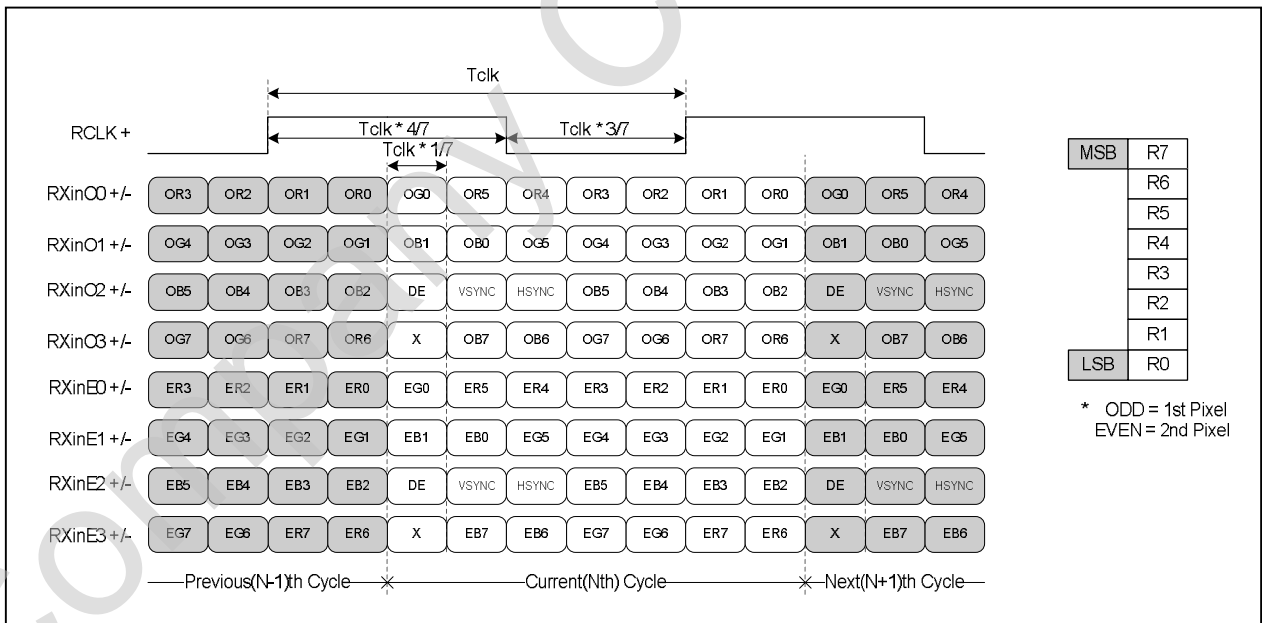 Tclk
RCLK +
Tclk * 4/7
Tclk * 3/7
Tclk * 1/7
RXinO0 +/- OR3 OR2 OR1 OR0 OG0 OR5 OR4 OR3 OR2 OR1 OR0 OG0 OR5 OR4
RXinO1 +/- OG4 OG3 OG2 OG1 OB1 OB0 OG5 OG4 OG3 OG2 OG1 OB1 OB0 OG5
RXinO2 +/- OB5 OB4 OB3 OB2 DE VSYNC HSYNC OB5 OB4 OB3 OB2 DE VSYNC HSYNC
RXinO3 +/- OG7 OG6 OR7 OR6 X OB7 OB6 OG7 OG6 OR7 OR6 X OB7 OB6
RXinE0 +/- ER3 ER2 ER1 ER0 EG0 ER5 ER4 ER3 ER2 ER1 ER0 EG0 ER5 ER4
RXinE1 +/- EG4 EG3 EG2 EG1 EB1 EB0 EG5 EG4 EG3 EG2 EG1 EB1 EB0 EG5
RXinE2 +/- EB5 EB4 EB3 EB2 DE VSYNC HSYNC EB5 EB4 EB3 EB2 DE VSYNC HSYNC
RXinE3 +/- EG7 EG6 ER7 ER6 X EB7 EB6 EG7 EG6 ER7 ER6 X EB7 EB6
Previous(N-1)th Cycle Current(Nth) Cycle Next(N+1)th Cycle
MSB R7
R6
R5
R4
R3
R2
R1
LSB R0
* ODD = 1st Pixel
EVEN = 2nd Pixel
ompany C